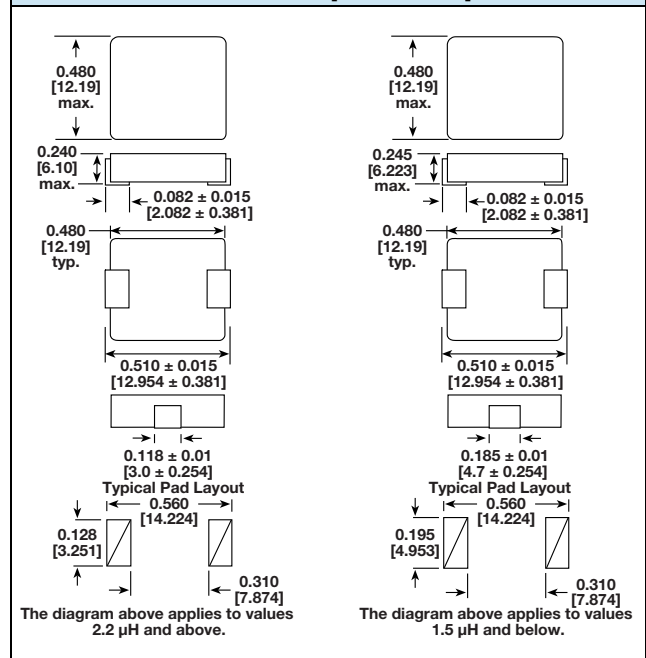 0.480
[12.19]
max.
0.240
[6.10]
max.
0.082 ± 0.015
[2.082 ± 0.381]
0.480
[12.19]
typ.
0.510 ± 0.015
[12.954 ± 0.381]
0.118 ± 0.01
[3.0 ± 0.254]
Typical Pad Layout
0.560
[14.224]
0.128
[3.251]
0.310
[7.874]
The diagram above applies to values
2.2 µH and above.
0.480
[12.19]
max.
0.245
[6.223]
max.
0.082 ± 0.015
[2.082 ± 0.381]
0.480
[12.19]
typ.
0.510 ± 0.015
[12.954 ± 0.381]
0.185 ± 0.01
[4.7 ± 0.254]
Typical Pad Layout
0.560
[14.224]
0.195
[4.953]
0.310
[7.874]
The diagram above applies to values
1.5 µH and below.